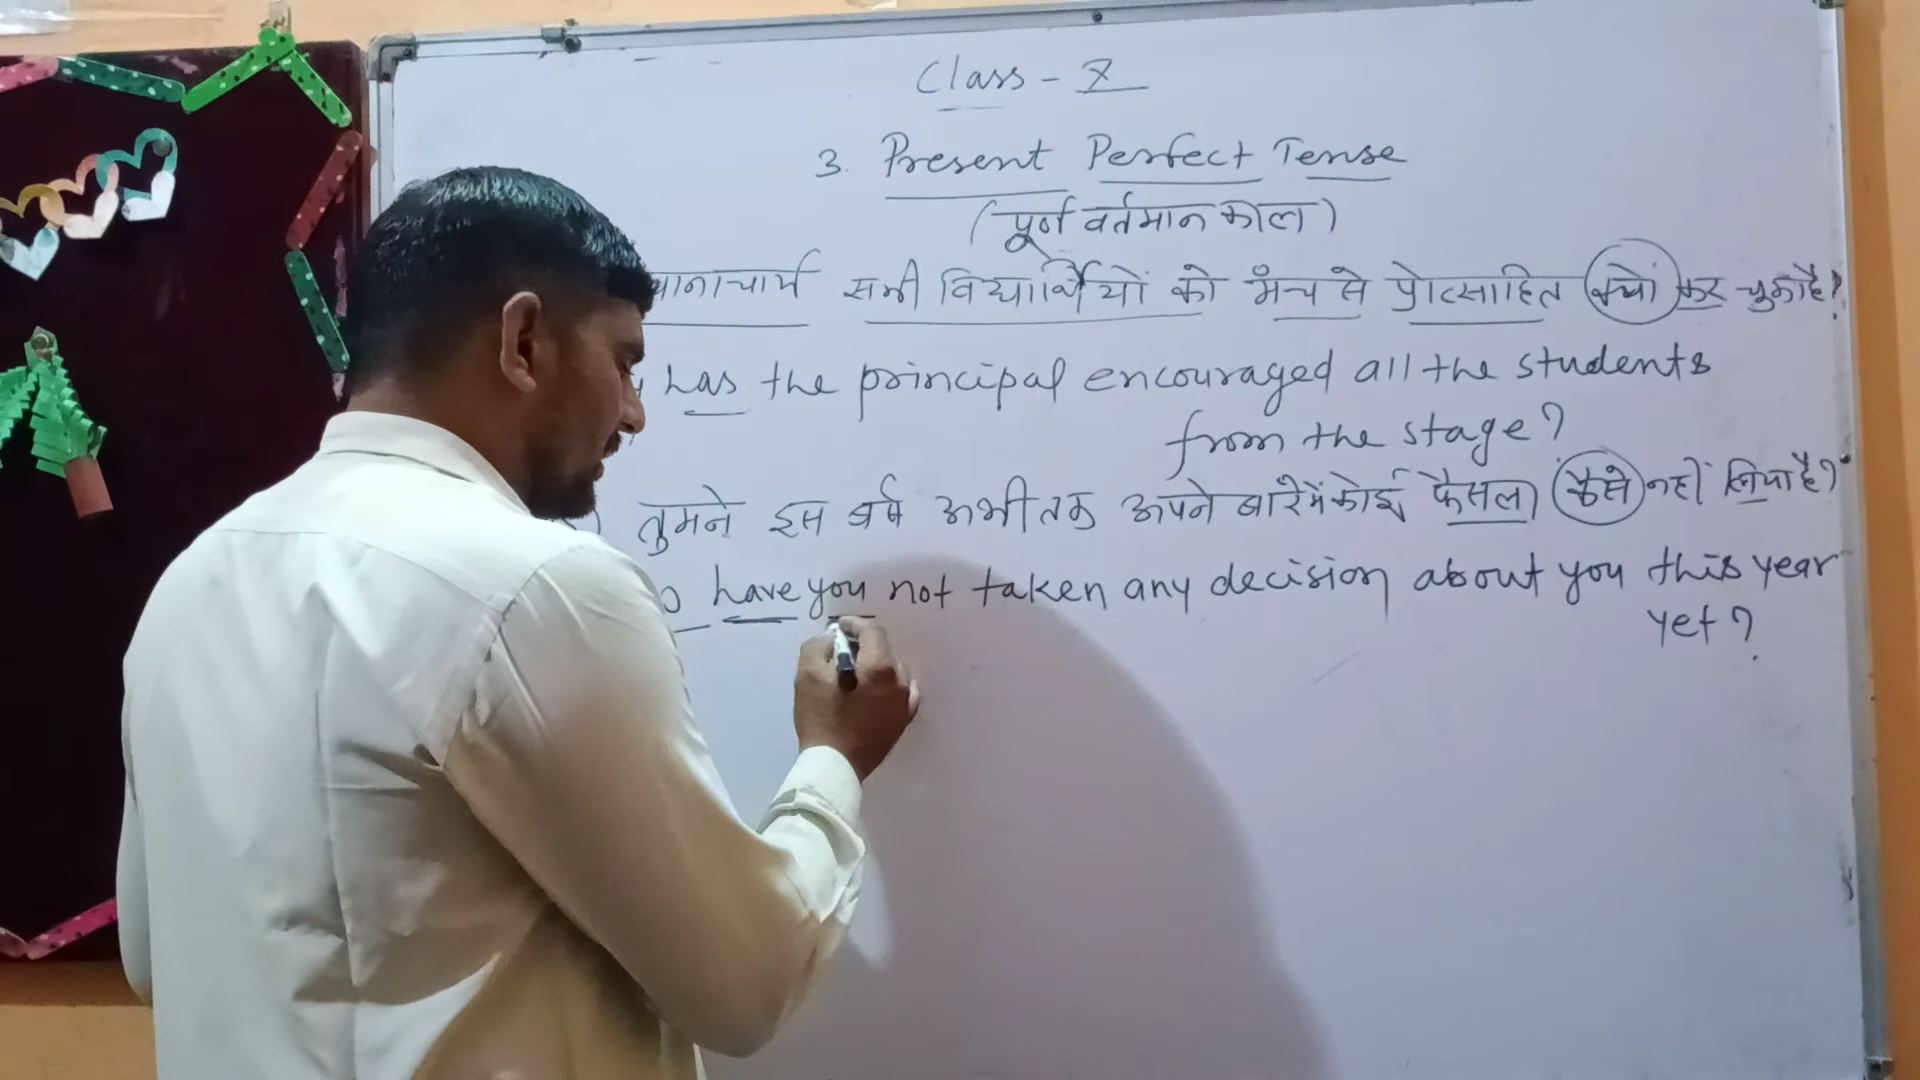 Class - X
3. Present Perfect Tense
(पूर्ण वर्तमान काल)
सभी विद्यार्थियों को मंच से प्रोत्साहित क्यों कर चुका है?
has the principal encouraged all the students
from the stage?
तुमने इस वर्ष अभी तक अपने बारे में कोई फैसला कैसे नहीं लिया है?
have you not taken any decision about you this year
yet?